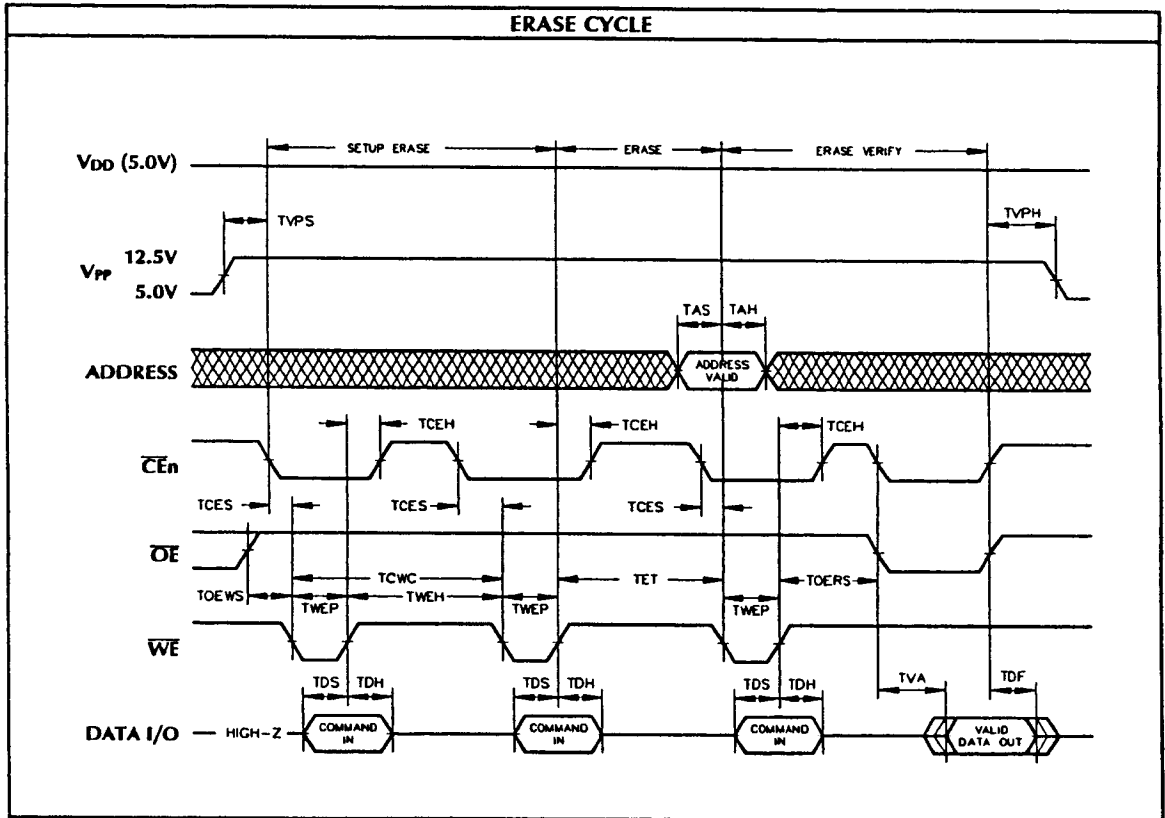 ERASE CYCLE
SETUP ERASE ERASE ERASE VERIFY
VDD (5.0V)
TVPS TVPH
12.5V
VPP
5.0V
TAS TAH
ADDRESS ADDRESS VALID
TCEH TCEH TCEH
CEn
TCES TCES TCES
OE
TCWC TET TOERS
TOEWS TWEP TWEH TWEP TWEP
WE
TDS TDH TDS TDH TDS TDH TVA TDF
DATA I/O HIGH-Z COMMAND IN COMMAND IN COMMAND IN VALID DATA OUT